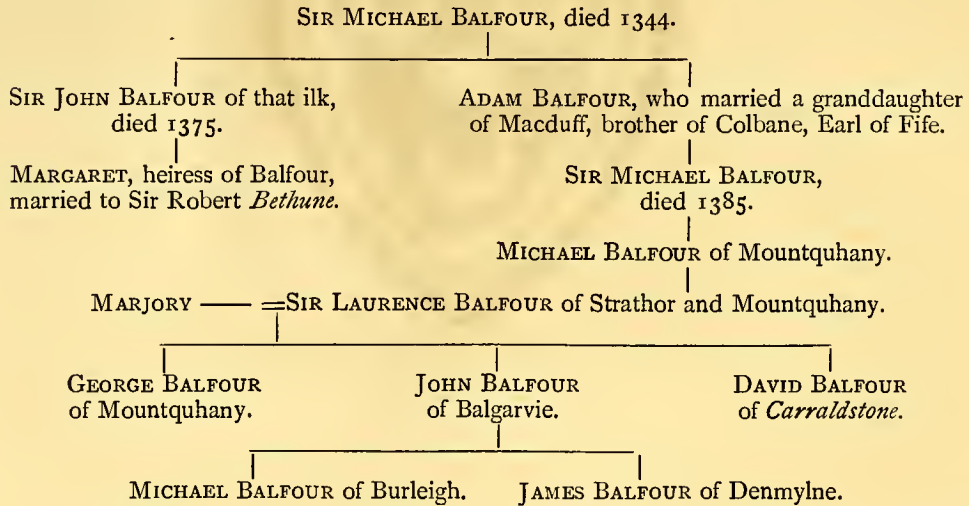 SIR MICHAEL BALFOUR, died 1344.
SIR JOHN BALFOUR of that ilk,
died 1375.
ADAM BALFOUR, who married a granddaughter
of Macduff, brother of Colbane, Earl of Fife.
MARGARET, heiress of Balfour,
married to Sir Robert Bethune.
SIR MICHAEL BALFOUR,
died 1385.
MICHAEL BALFOUR of Mountquhany.
MARJORY —— =SIR LAURENCE BALFOUR of Strathor and Mountquhany.
GEORGE BALFOUR
of Mountquhany.
JOHN BALFOUR
of Balgarvie.
DAVID BALFOUR
of Carraldstone.
MICHAEL BALFOUR of Burleigh.
JAMES BALFOUR of Denmylne.